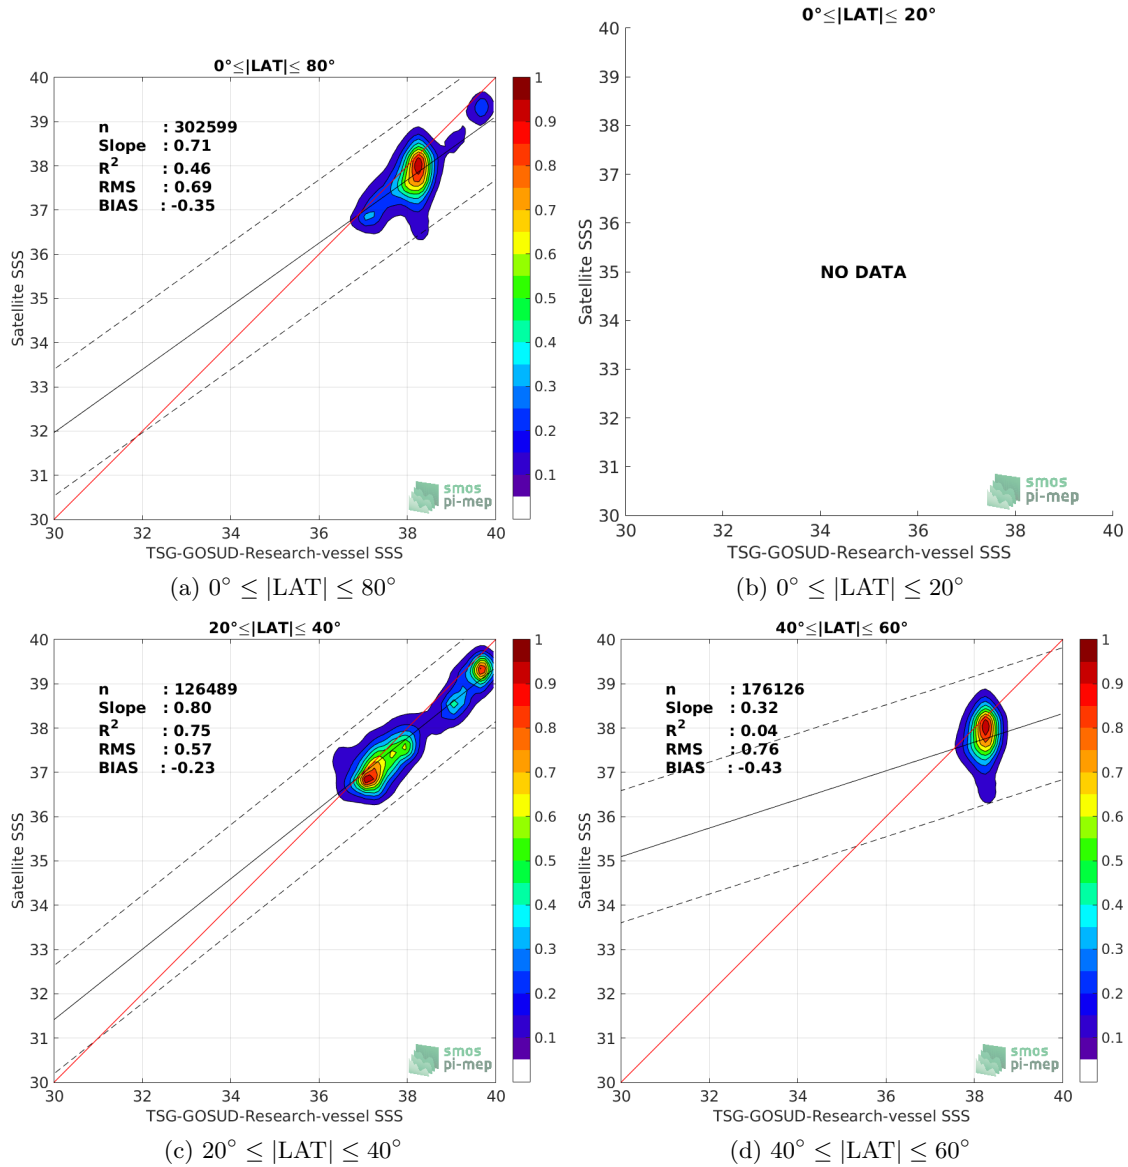 0°≤|LAT|≤ 80°
n : 302599
Slope : 0.71
R² : 0.46
RMS : 0.69
BIAS : -0.35
Satellite SSS
40
39
38
37
36
35
34
33
32
31
30
30 32 34 36 38 40
TSG-GOSUD-Research-vessel SSS
1
0.9
0.8
0.7
0.6
0.5
0.4
0.3
0.2
0.1
smos
pi-mep
(a) 0° ≤ |LAT| ≤ 80°
0°≤|LAT|≤ 20°
NO DATA
Satellite SSS
40
39
38
37
36
35
34
33
32
31
30
30 32 34 36 38 40
TSG-GOSUD-Research-vessel SSS
smos
pi-mep
(b) 0° ≤ |LAT| ≤ 20°
20°≤|LAT|≤ 40°
n : 126489
Slope : 0.80
R² : 0.75
RMS : 0.57
BIAS : -0.23
Satellite SSS
40
39
38
37
36
35
34
33
32
31
30
30 32 34 36 38 40
TSG-GOSUD-Research-vessel SSS
1
0.9
0.8
0.7
0.6
0.5
0.4
0.3
0.2
0.1
smos
pi-mep
(c) 20° ≤ |LAT| ≤ 40°
40°≤|LAT|≤ 60°
n : 176126
Slope : 0.32
R² : 0.04
RMS : 0.76
BIAS : -0.43
Satellite SSS
40
39
38
37
36
35
34
33
32
31
30
30 32 34 36 38 40
TSG-GOSUD-Research-vessel SSS
1
0.9
0.8
0.7
0.6
0.5
0.4
0.3
0.2
0.1
smos
pi-mep
(d) 40° ≤ |LAT| ≤ 60°